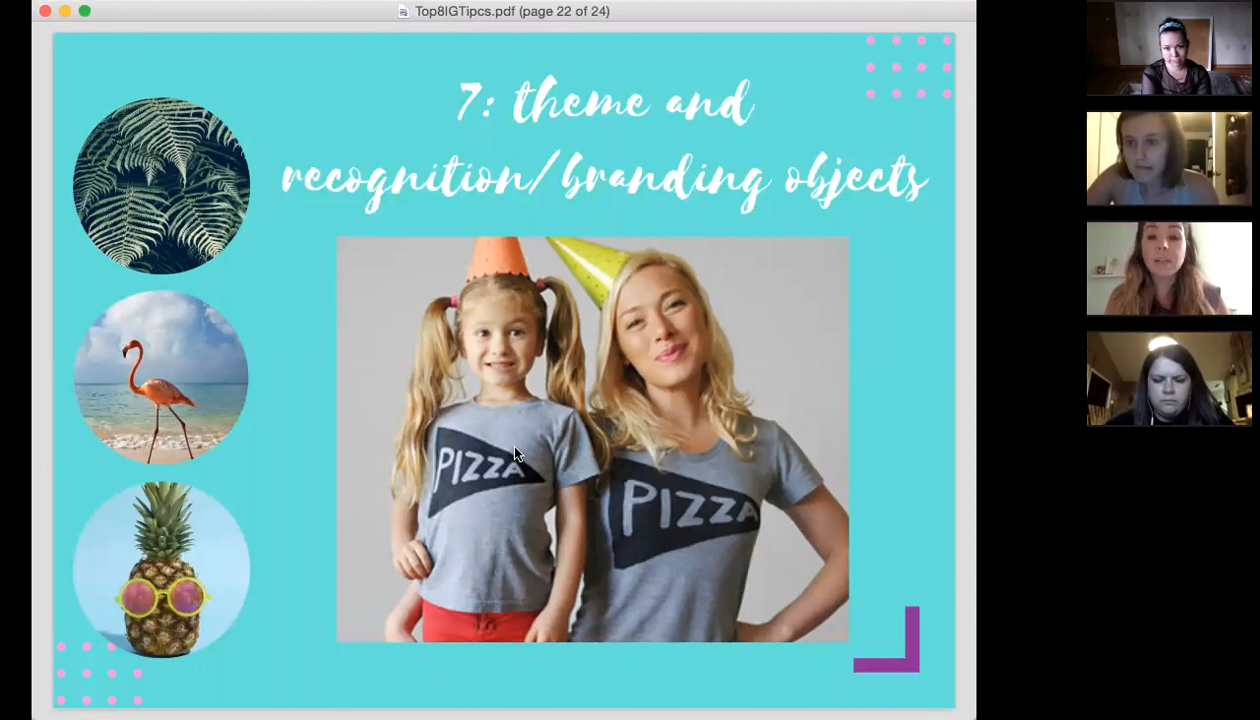 Top8IGTipcs.pdf (page 22 of 24)
7: theme and
recognition/branding objects
PIZZA
PIZZA